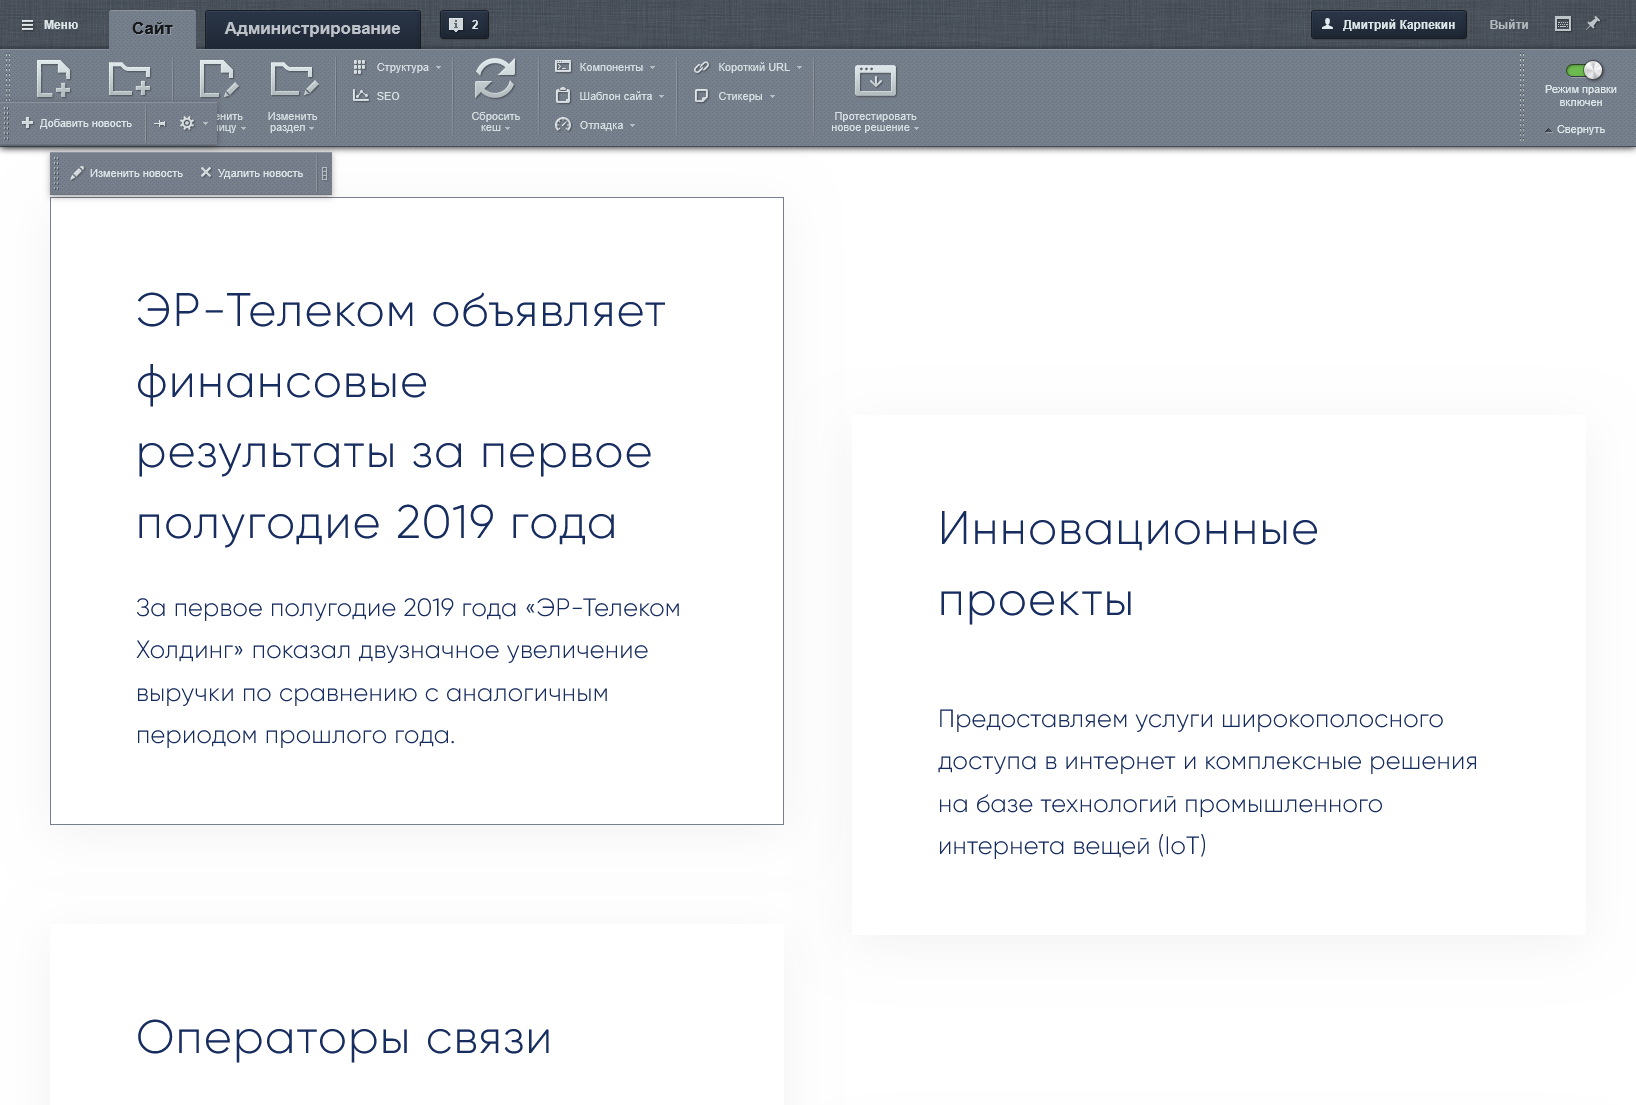 Меню
Сайт
Администрирование
2
Дмитрий Карпекин
Выйти
Структура
SEO
Изменить
раздел
Сбросить
кеш
Компоненты
Шаблон сайта
Отладка
Короткий URL
Стикеры
Протестировать
новое решение
Режим правки
включен
Свернуть
Добавить новость
Изменить новость
Удалить новость
ЭР-Телеком объявляет
финансовые
результаты за первое
полугодие 2019 года
За первое полугодие 2019 года «ЭР-Телеком
Холдинг» показал двузначное увеличение
выручки по сравнению с аналогичным
периодом прошлого года.
Инновационные
проекты
Предоставляем услуги широкополосного
доступа в интернет и комплексные решения
на базе технологий промышленного
интернета вещей (IoT)
Операторы связи